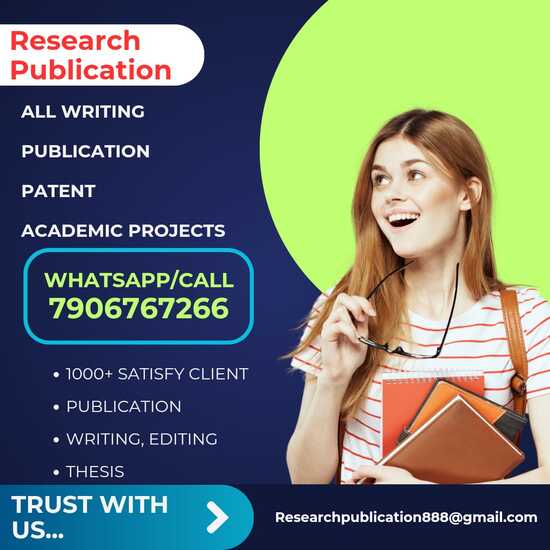 Research
Publication
ALL WRITING
PUBLICATION
PATENT
ACADEMIC PROJECTS
WHATSAPP/CALL
7906767266
• 1000+ SATISFY CLIENT
• PUBLICATION
• WRITING, EDITING
• THESIS
TRUST WITH
US...
Researchpublication888@gmail.com